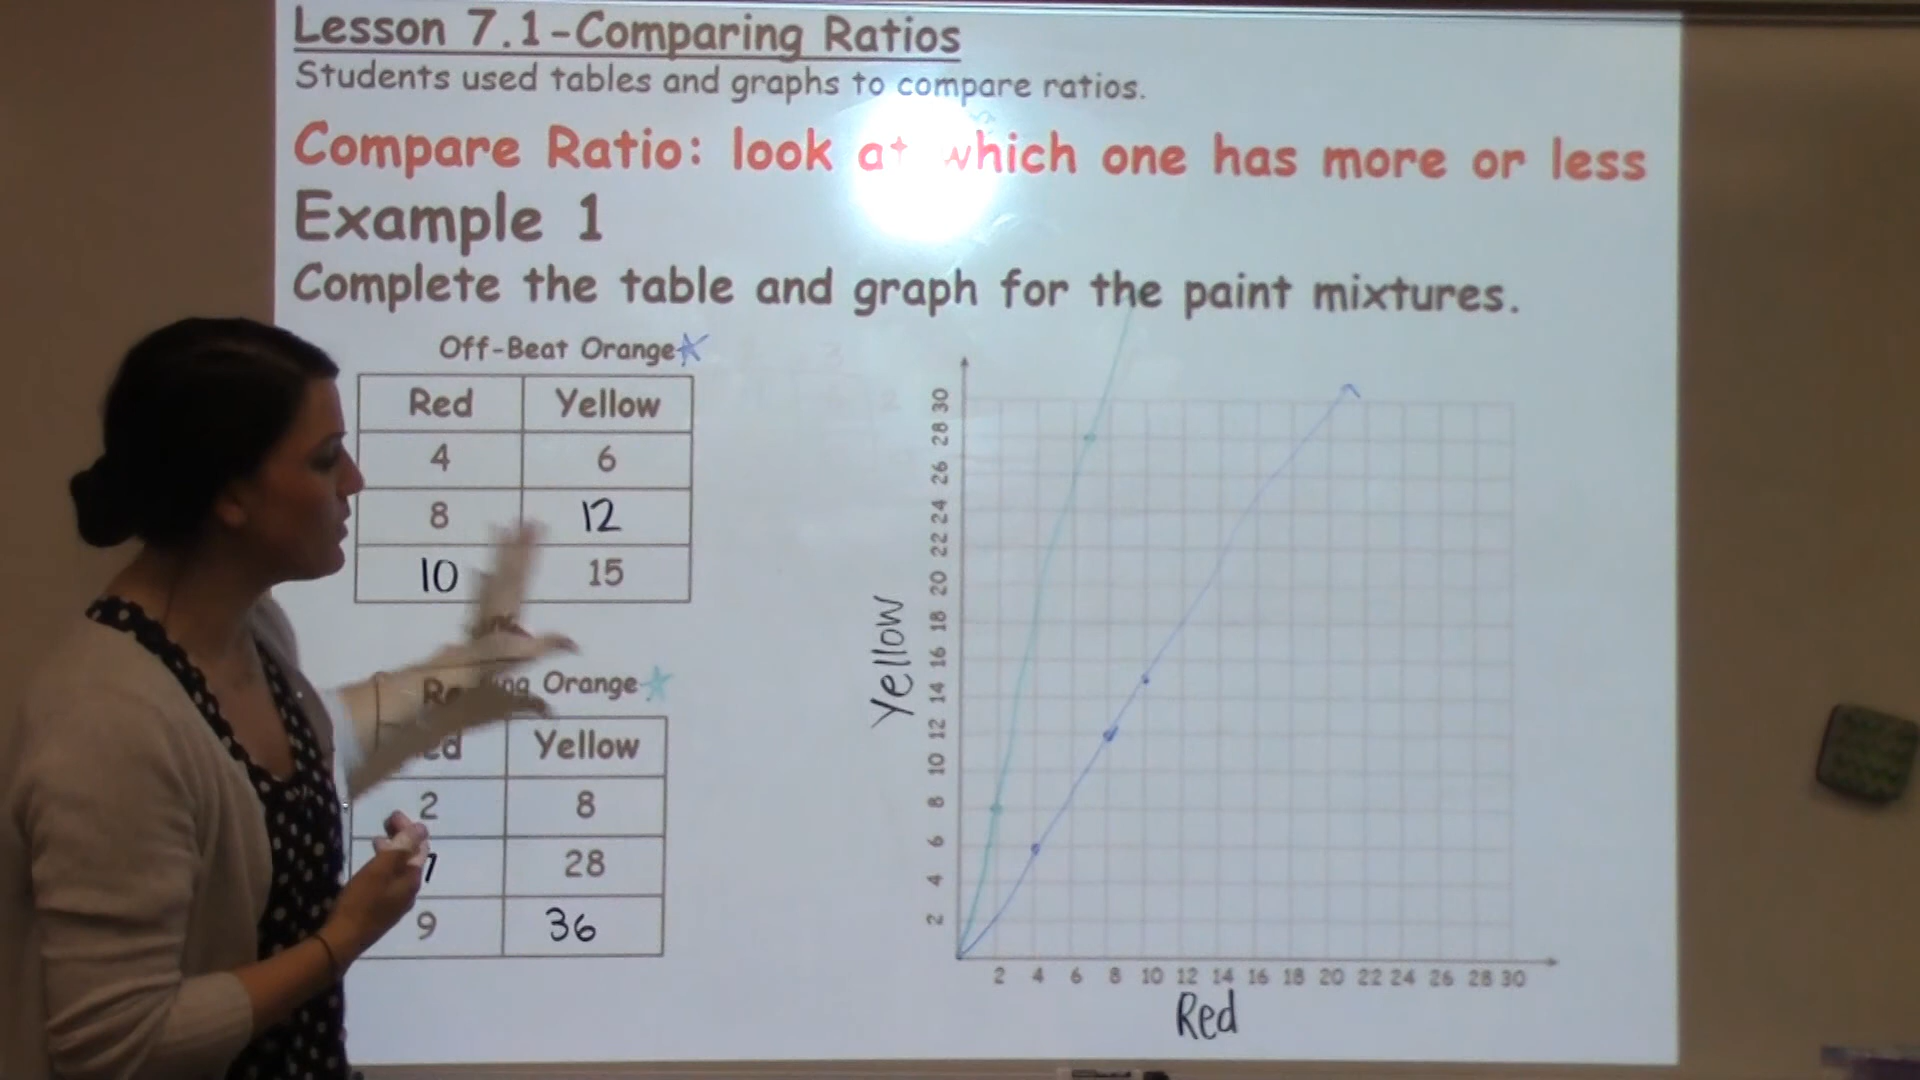 Lesson 7.1-Comparing Ratios
Students used tables and graphs to compare ratios.
Compare Ratio: look at which one has more or less
Example 1
Complete the table and graph for the paint mixtures.
Off-Beat Orange
Red Yellow
4 6
8 12
10 15
Orange
Yellow
2 8
7 28
9 36
Yellow
30
28
26
24
22
20
18
16
14
12
10
8
6
4
2
2 4 6 8 10 12 14 16 18 20 22 24 26 28 30
Red